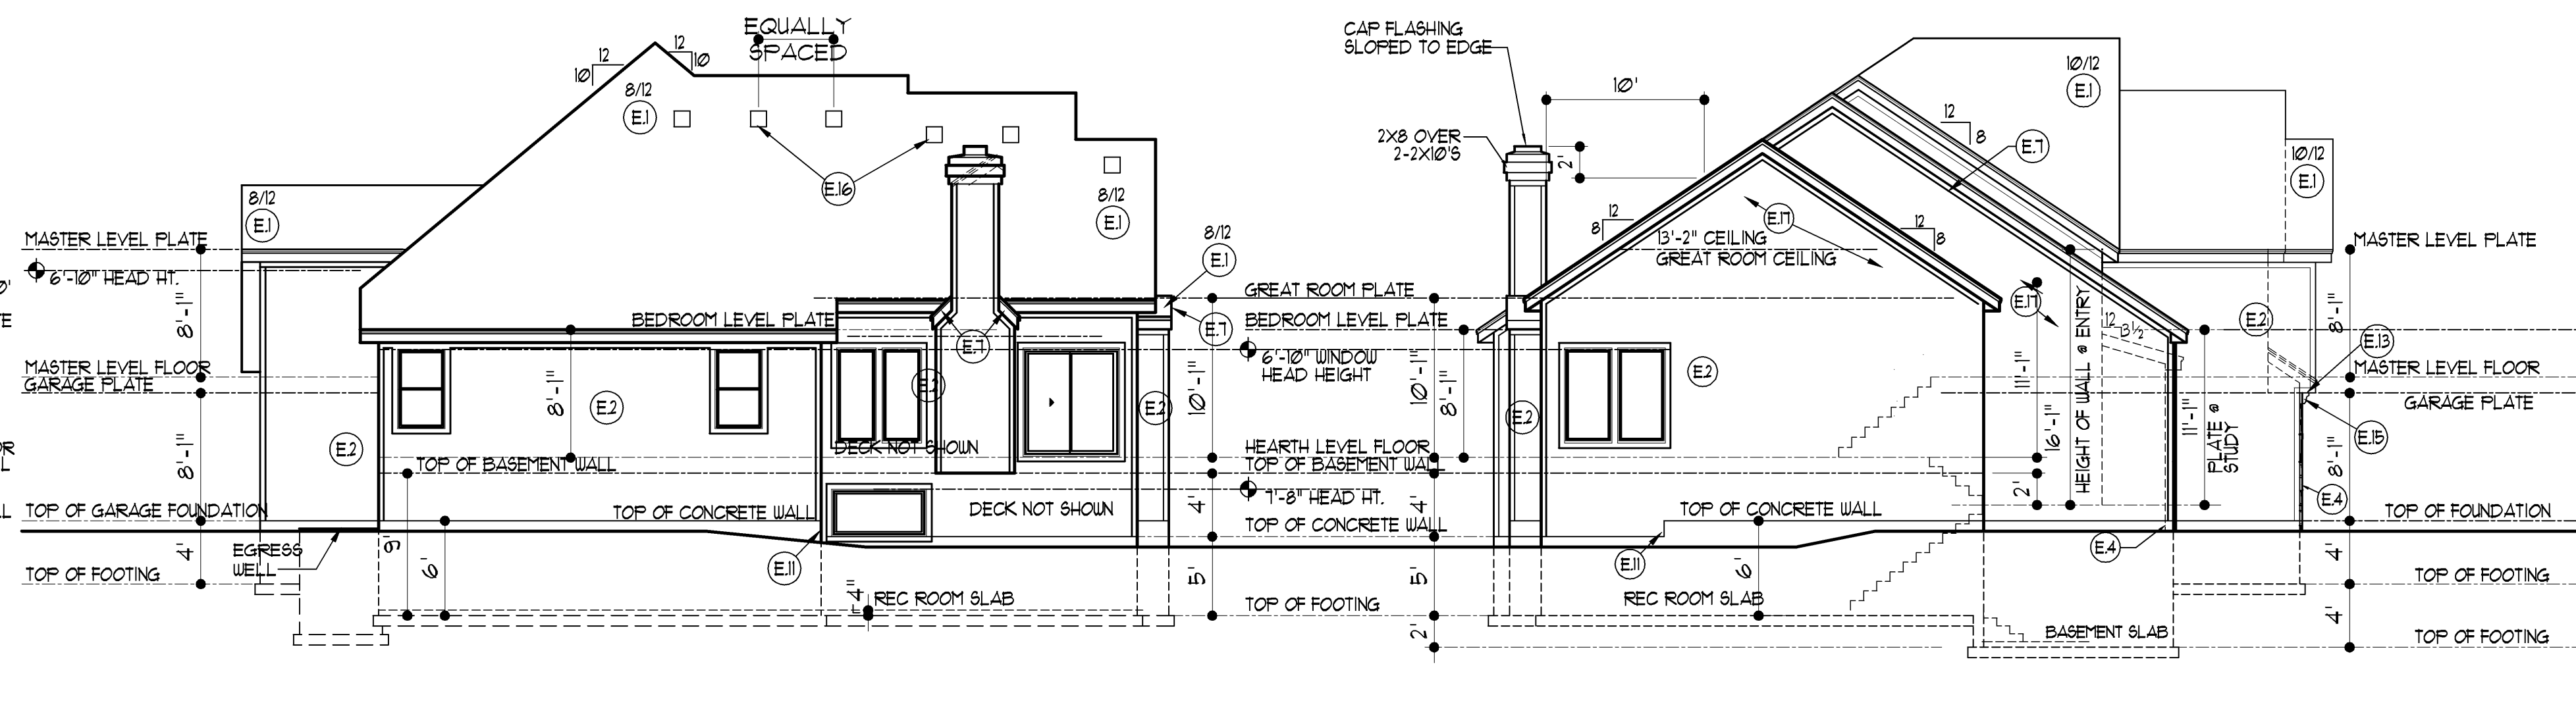 EQUALLY
SPACED
12
10
12
10
8/12
E.1
E.16
8/12
E.1
8/12
E.1
8/12
E.1
MASTER LEVEL PLATE
6'-10" HEAD HT.
8'-1"
MASTER LEVEL FLOOR
GARAGE PLATE
8'-1"
TOP OF GARAGE FOUNDATION
4'
TOP OF FOOTING
EGRESS
WELL
E.2
BEDROOM LEVEL PLATE
8'-1"
E.2
TOP OF BASEMENT WALL
9'
6'
TOP OF CONCRETE WALL
E.11
E.2
E.7
E.7
E.2
DECK NOT SHOWN
DECK NOT SHOWN
4"
REC ROOM SLAB
10'-1"
4'
5'
GREAT ROOM PLATE
BEDROOM LEVEL PLATE
6'-10" WINDOW
HEAD HEIGHT
HEARTH LEVEL FLOOR
TOP OF BASEMENT WALL
7'-8" HEAD HT.
TOP OF CONCRETE WALL
TOP OF FOOTING
10'-1"
8'-1"
4'
5'
2'
CAP FLASHING
SLOPED TO EDGE
2X8 OVER
2-2X10'S
10'
2'
12
8
E.17
12
8
13'-2" CEILING
GREAT ROOM CEILING
E.2
E.2
TOP OF CONCRETE WALL
E.11
6'
REC ROOM SLAB
12
8
E.7
10/12
E.1
10/12
E.1
E.17
11'-1"
16'-1"
HEIGHT OF WALL @ ENTRY
2'
12
3 1/2
11'-1"
PLATE @
STUDY
E.4
BASEMENT SLAB
E.2
E.13
E.15
E.4
MASTER LEVEL PLATE
8'-1"
MASTER LEVEL FLOOR
GARAGE PLATE
8'-1"
TOP OF FOUNDATION
4'
TOP OF FOOTING
4'
TOP OF FOOTING